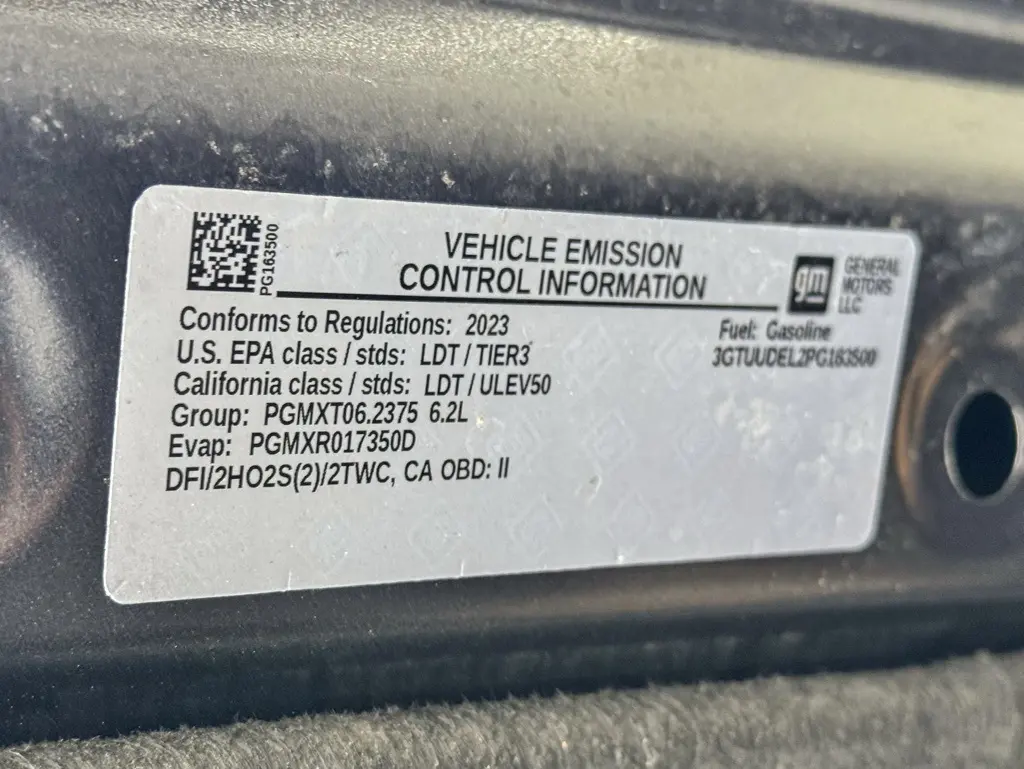 PG163500
VEHICLE EMISSION
CONTROL INFORMATION
gm
GENERAL
MOTORS
LLC
Conforms to Regulations: 2023
U.S. EPA class / stds: LDT / TIER3
California class / stds: LDT / ULEV50
Group: PGMXT06.2375 6.2L
Evap: PGMXR017350D
DFI/2HO2S(2)/2TWC, CA OBD: II
Fuel: Gasoline
3GTUUDEL2PG163500